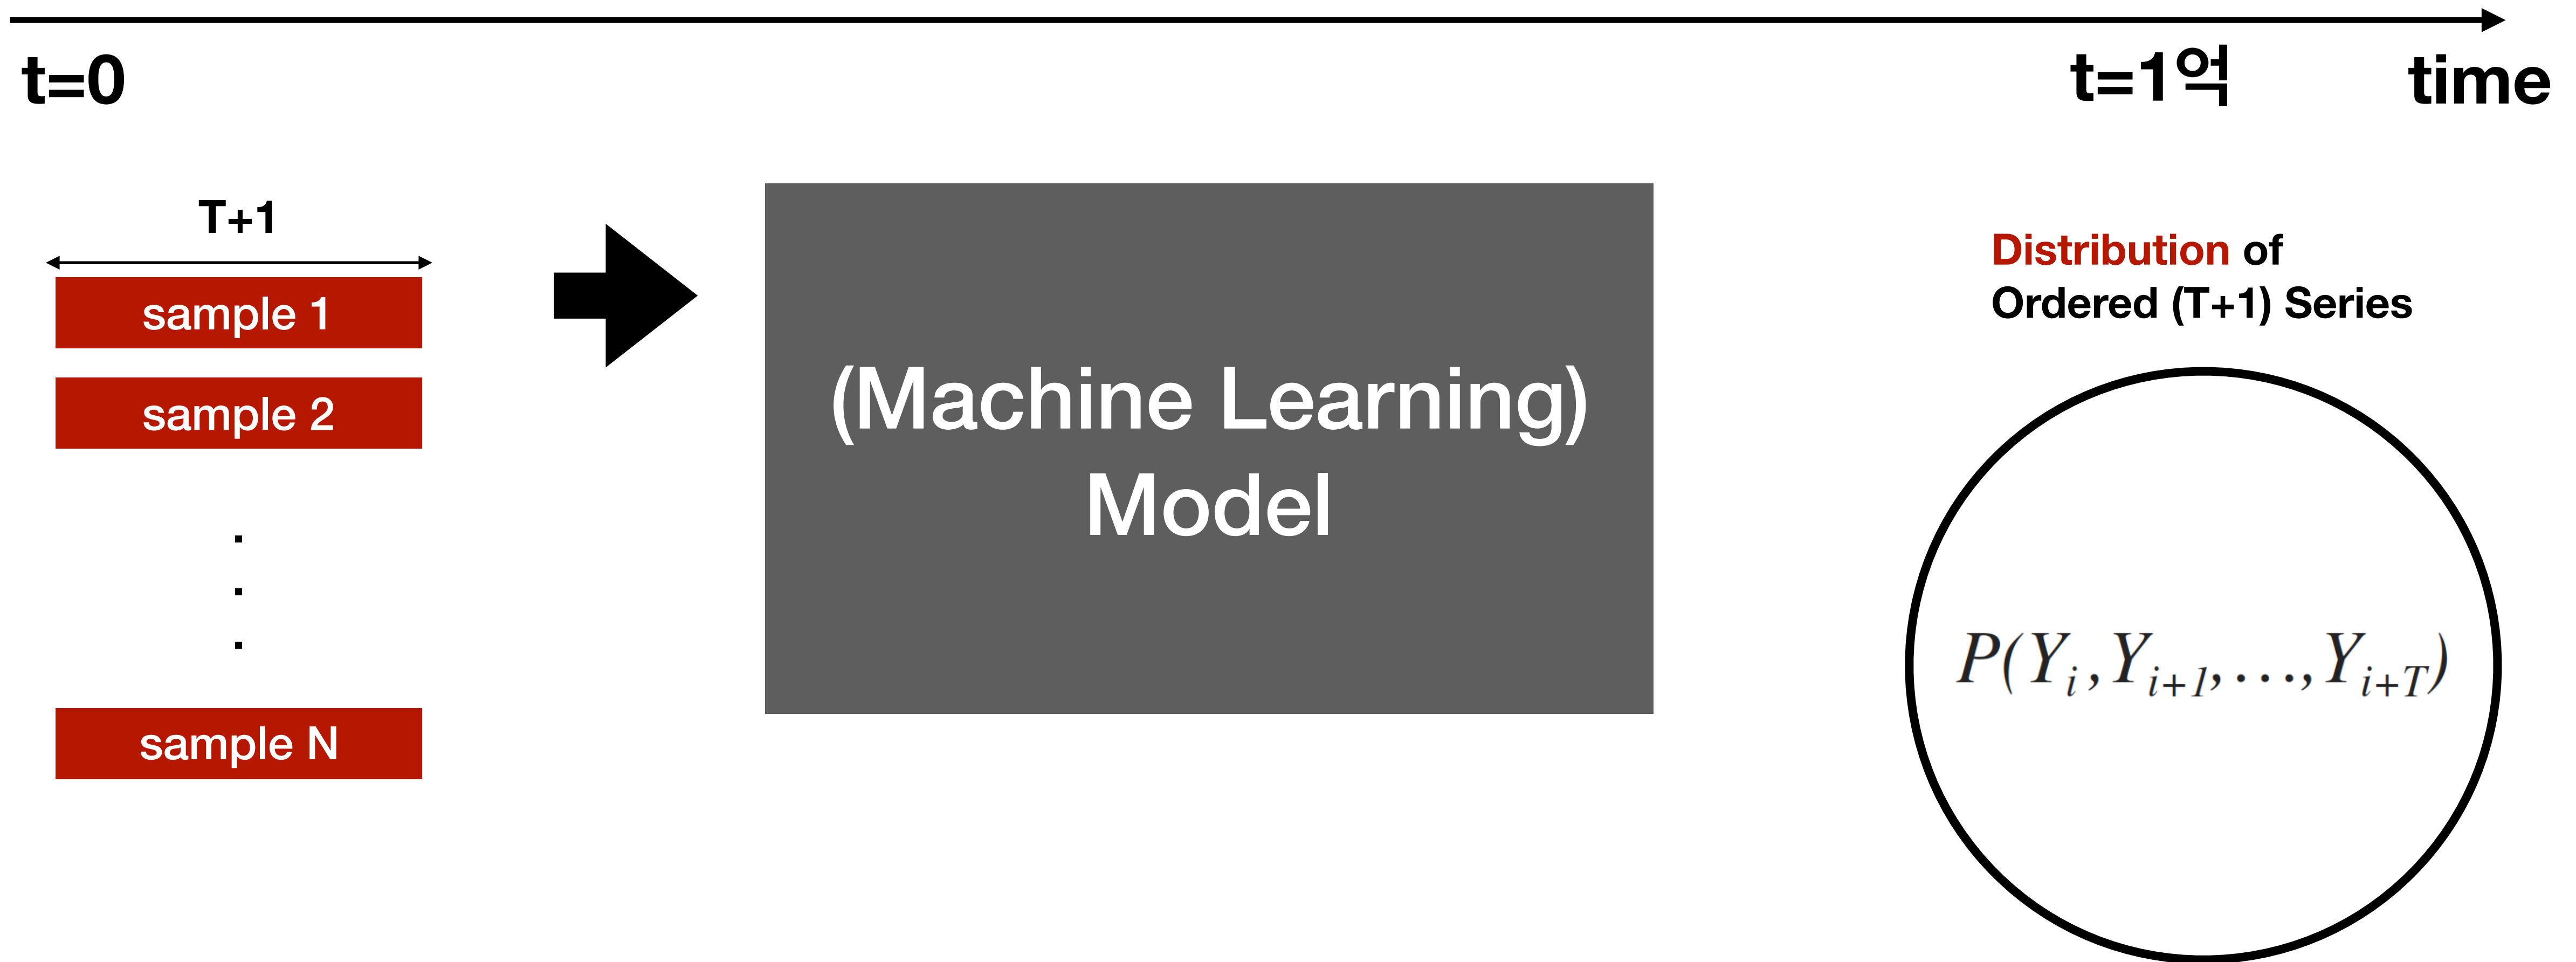 t=0
t=1억
time
T+1
sample 1
sample 2
.
.
.
sample N
(Machine Learning)
Model
Distribution of
Ordered (T+1) Series
P(Y_i, Y_{i+1}, ..., Y_{i+T})